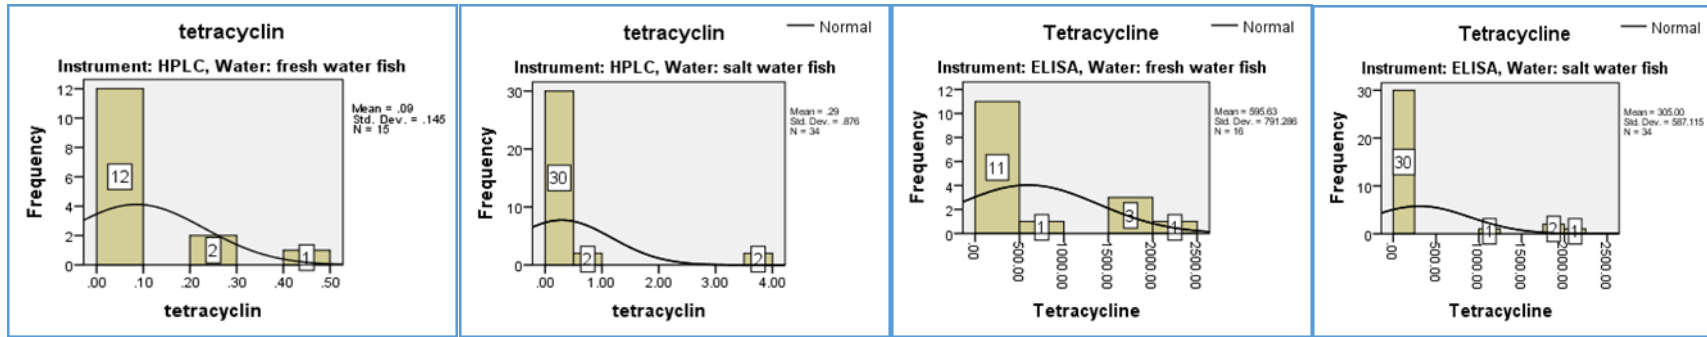 tetracyclin
Instrument: HPLC, Water: fresh water fish
Mean = .09
Std. Dev. = .145
N = 15
Frequency
12
10
8
6
4
2
0
12
2
1
.00 .10 .20 .30 .40 .50
tetracyclin
Normal
tetracyclin
Instrument: HPLC, Water: salt water fish
Mean = .29
Std. Dev. = .876
N = 34
Frequency
30
20
10
0
30
2
2
.00 1.00 2.00 3.00 4.00
tetracyclin
Normal
Tetracycline
Instrument: ELISA, Water: fresh water fish
Mean = 595.63
Std. Dev. = 791.286
N = 16
Frequency
12
10
8
6
4
2
0
11
1
3
1
.00 500.00 1000.00 1500.00 2000.00 2500.00
Tetracycline
Normal
Tetracycline
Instrument: ELISA, Water: salt water fish
Mean = 305.00
Std. Dev. = 587.115
N = 34
Frequency
30
20
10
0
30
1
2
1
.00 500.00 1000.00 1500.00 2000.00 2500.00
Tetracycline